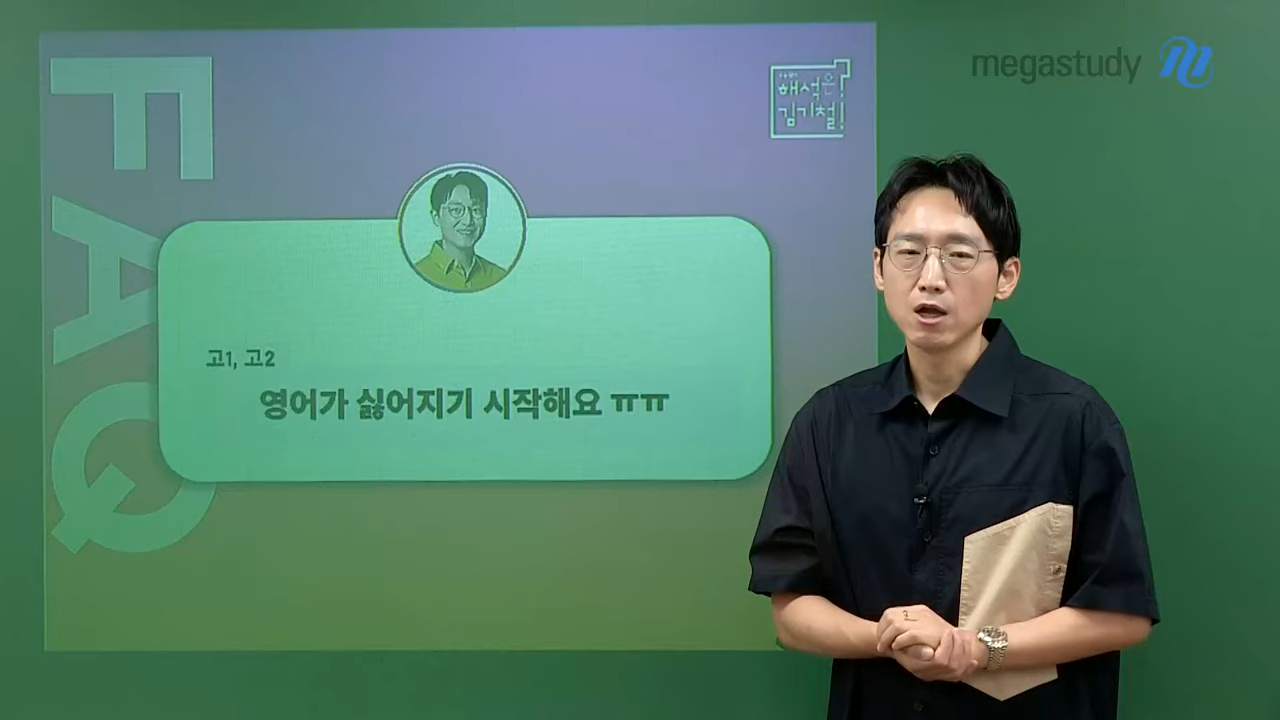 megastudy
FAQ
해석은!
김기철!
고1, 고2
영어가 싫어지기 시작해요 ㅠㅠ